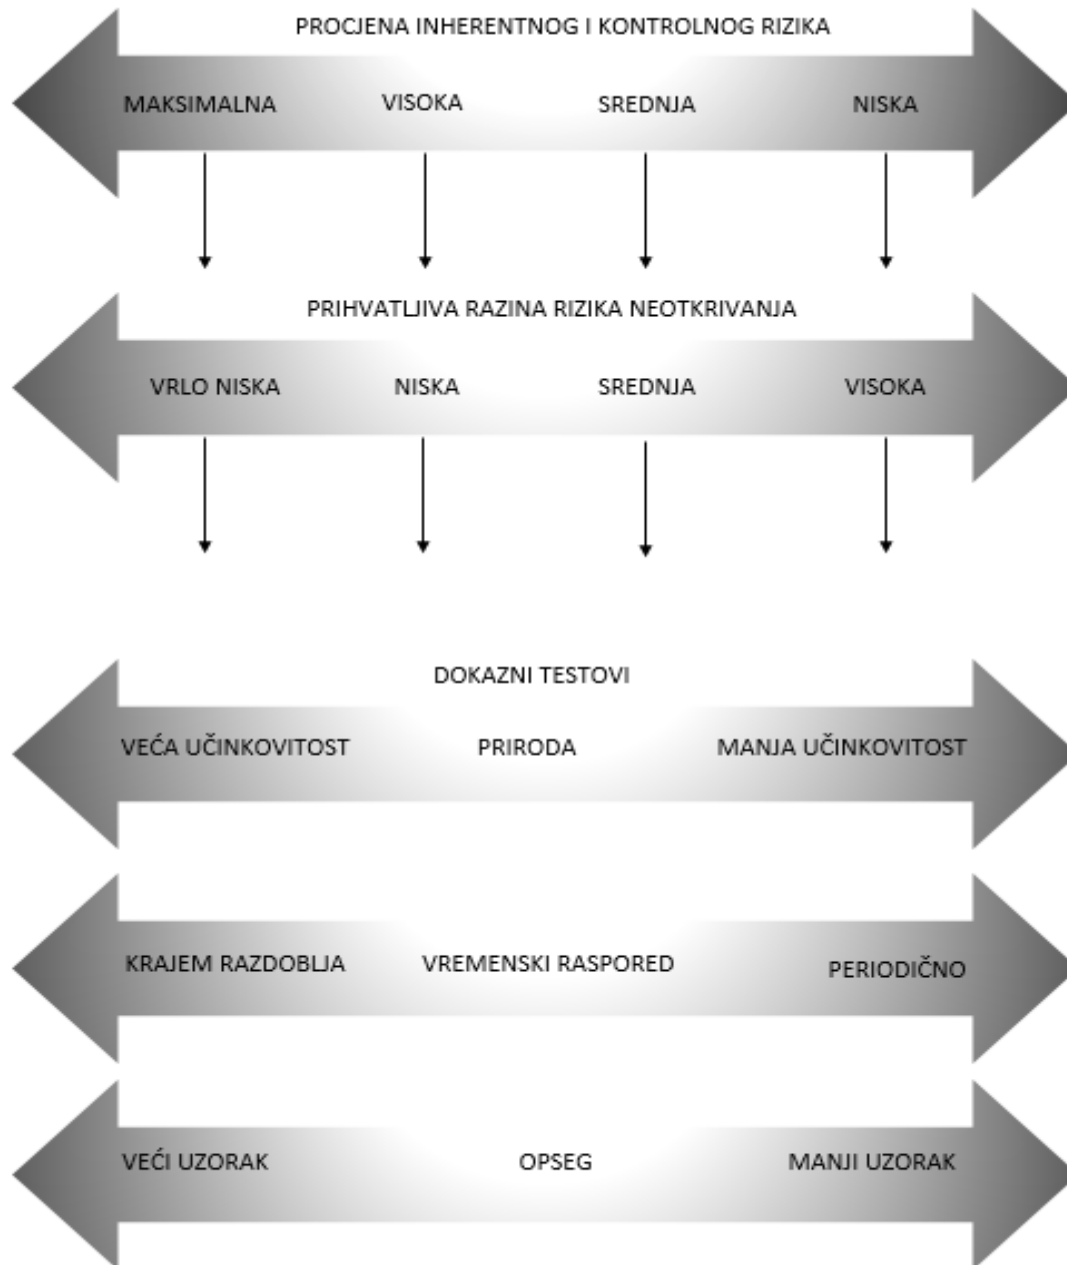 PROCJENA INHERENTNOG I KONTROLNOG RIZIKA
MAKSIMALNA VISOKA SREDNJA NISKA
PRIHVATLJIVA RAZINA RIZIKA NEOTKRIVANJA
VRLO NISKA NISKA SREDNJA VISOKA
DOKAZNI TESTOVI
VEĆA UČINKOVITOST PRIRODA MANJA UČINKOVITOST
KRAJEM RAZDOBLJA VREMENSKI RASPORED PERIODIČNO
VEĆI UZORAK OPSEG MANJI UZORAK